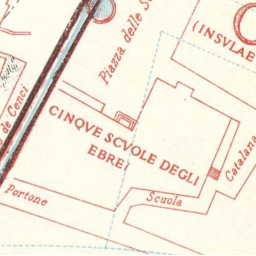 Piazza delle S
(INSVLAE
de Cenci
CINQVE SCVOLE DEGLI
EBREI
Catalana
Scuola
Portone